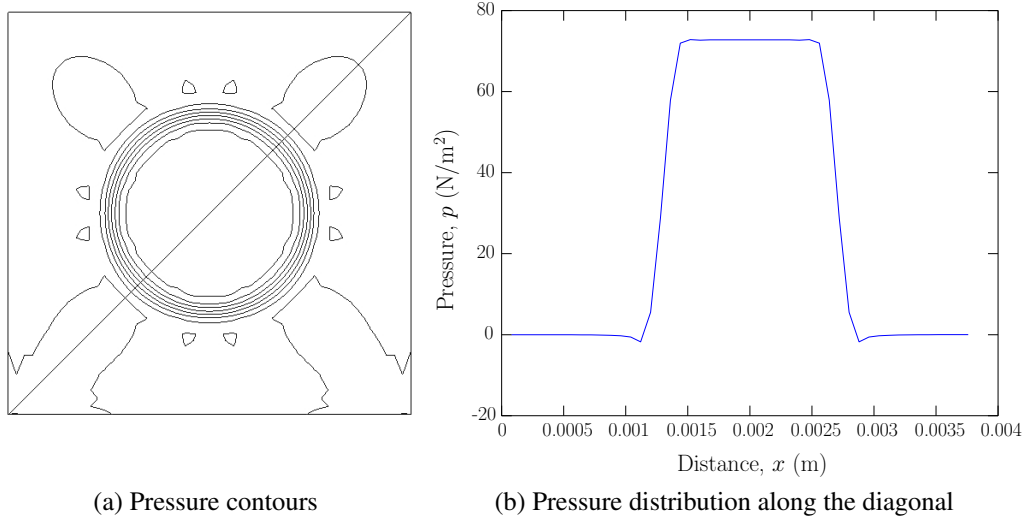 80
60
40
20
0
-20
Pressure, p (N/m²)
0 0.0005 0.001 0.0015 0.002 0.0025 0.003 0.0035 0.004
Distance, x (m)
(a) Pressure contours
(b) Pressure distribution along the diagonal